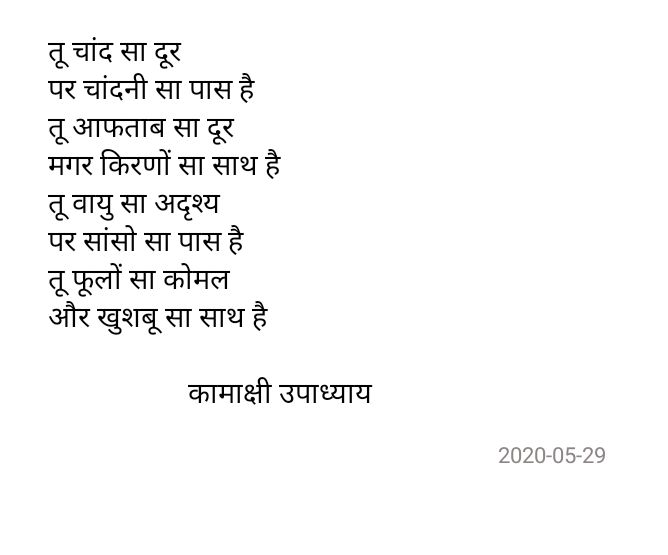 तू चांद सा दूर
पर चांदनी सा पास है
तू आफताब सा दूर
मगर किरणों सा साथ है
तू वायु सा अदृश्य
पर सांसो सा पास है
तू फूलों सा कोमल
और खुशबू सा साथ है
कामाक्षी उपाध्याय
2020-05-29